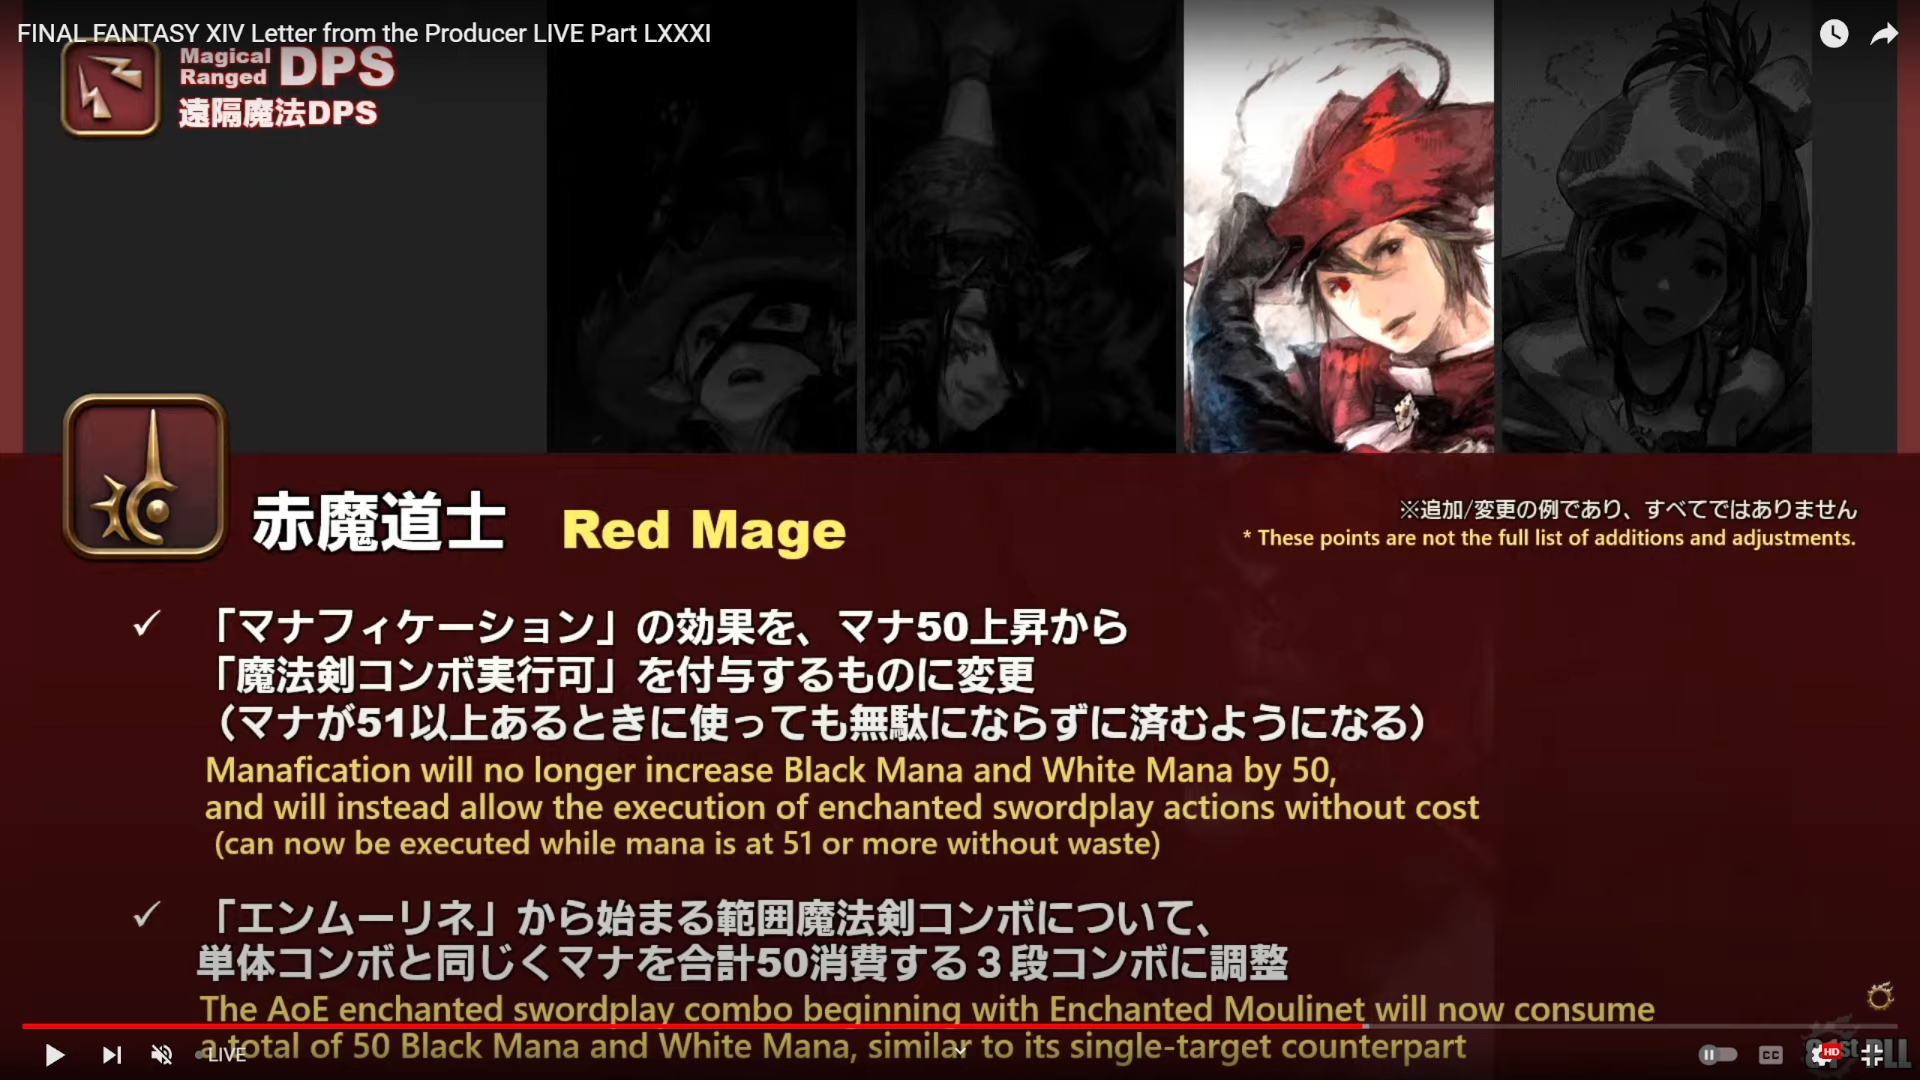 FINAL FANTASY XIV Letter from the Producer LIVE Part LXXXI
Magical
Ranged DPS
遠隔魔法DPS
赤魔道士 Red Mage
※追加/変更の例であり、すべてではありません
* These points are not the full list of additions and adjustments.
✓ 「マナフィケーション」の効果を、マナ50上昇から
「魔法剣コンボ実行可」を付与するものに変更
（マナが51以上あるときに使っても無駄にならずに済むようになる）
Manafication will no longer increase Black Mana and White Mana by 50,
and will instead allow the execution of enchanted swordplay actions without cost
(can now be executed while mana is at 51 or more without waste)
✓ 「エンムーリネ」から始まる範囲魔法剣コンボについて、
単体コンボと同じくマナを合計50消費する３段コンボに調整
The AoE enchanted swordplay combo beginning with Enchanted Moulinet will now consume
a total of 50 Black Mana and White Mana, similar to its single-target counterpart
LIVE
CC
HD
81st PLL